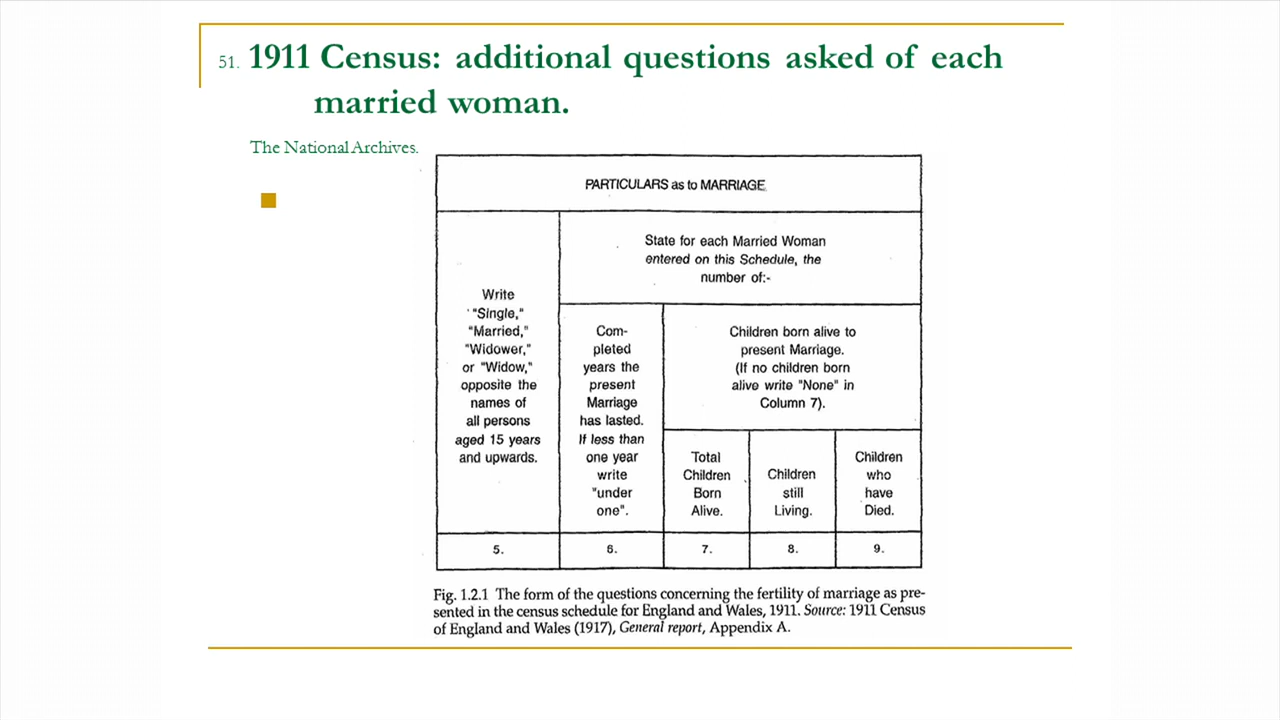 51. 1911 Census: additional questions asked of each
married woman.
The National Archives.
PARTICULARS as to MARRIAGE
State for each Married Woman
entered on this Schedule, the
number of:-
Write
"Single,"
"Married,"
"Widower,"
or "Widow,"
opposite the
names of
all persons
aged 15 years
and upwards.
Com-
pleted
years the
present
Marriage
has lasted.
If less than
one year
write
"under
one".
Children born alive to
present Marriage.
(If no children born
alive write "None" in
Column 7).
Total
Children
Born
Alive.
Children
still
Living.
Children
who
have
Died.
5. 6. 7. 8. 9.
Fig. 1.2.1 The form of the questions concerning the fertility of marriage as pre-
sented in the census schedule for England and Wales, 1911. Source: 1911 Census
of England and Wales (1917), General report, Appendix A.